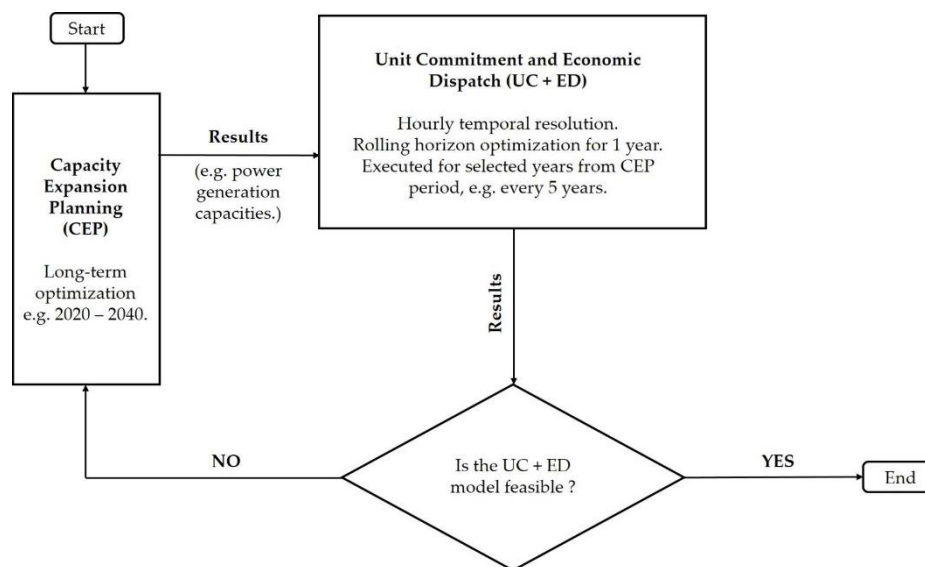 Start
Capacity
Expansion
Planning
(CEP)
Long-term
optimization
e.g. 2020 – 2040.
Results
(e.g. power
generation
capacities.)
Unit Commitment and Economic
Dispatch (UC + ED)
Hourly temporal resolution.
Rolling horizon optimization for 1 year.
Executed for selected years from CEP
period, e.g. every 5 years.
Results
Is the UC + ED
model feasible ?
NO
YES
End